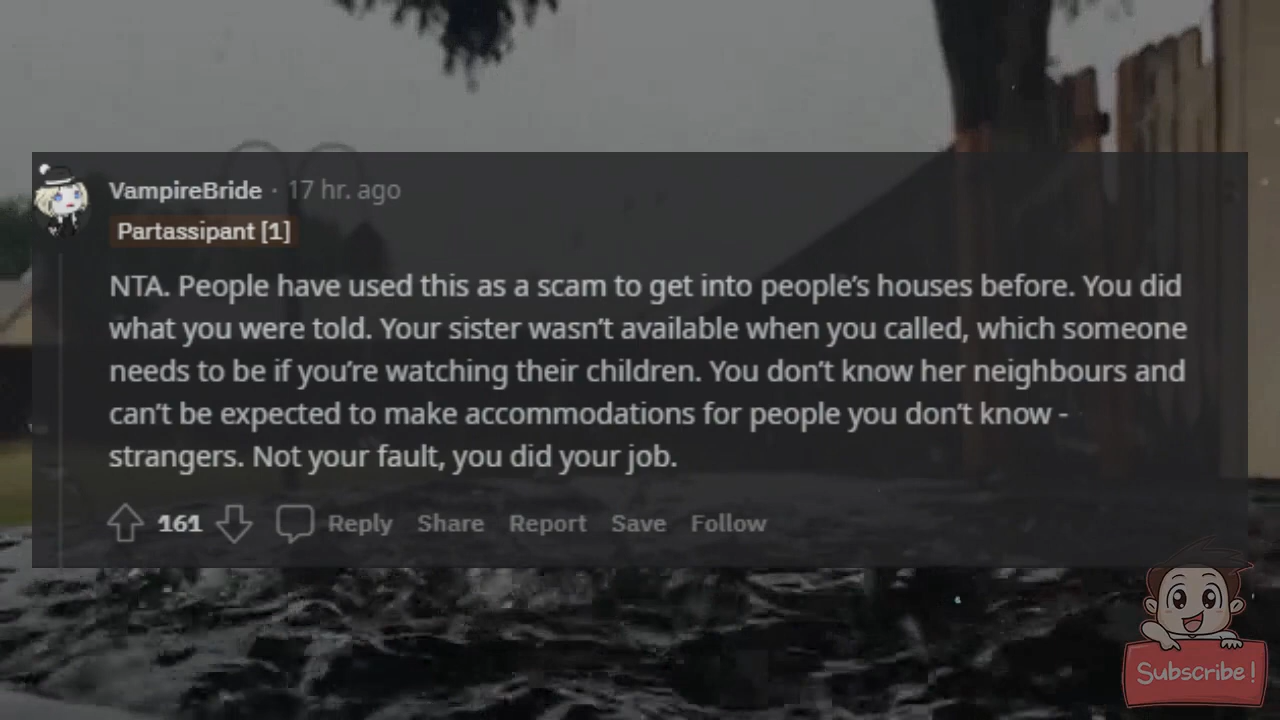 VampireBride · 17 hr. ago
Partassipant [1]
NTA. People have used this as a scam to get into people’s houses before. You did
what you were told. Your sister wasn’t available when you called, which someone
needs to be if you’re watching their children. You don’t know her neighbours and
can’t be expected to make accommodations for people you don’t know -
strangers. Not your fault, you did your job.
161 Reply Share Report Save Follow
Subscribe!